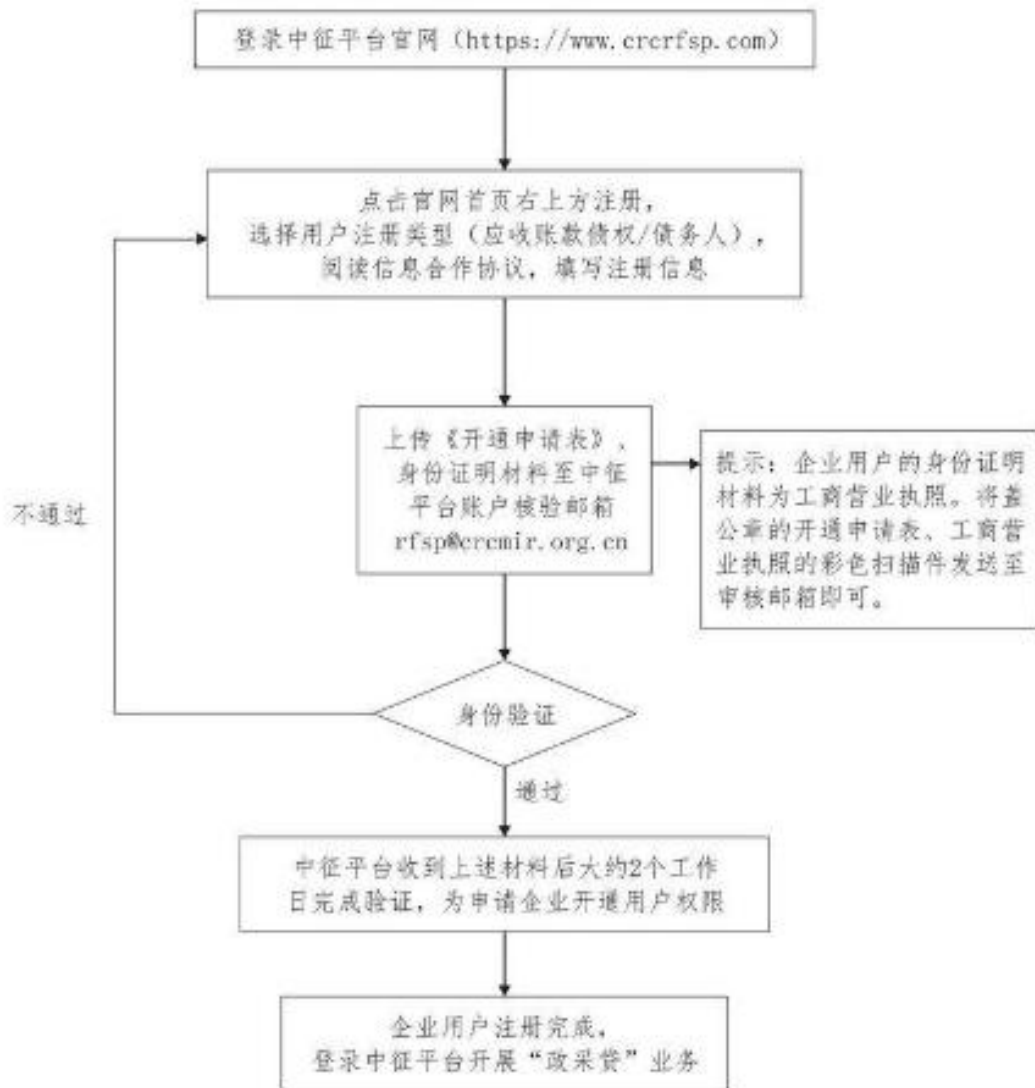 登录中征平台官网（https://www.crcrfsp.com）
点击官网首页右上方注册，
选择用户注册类型（应收账款债权/债务人），
阅读信息合作协议，填写注册信息
上传《开通申请表》、
身份证明材料至中征
平台账户核验邮箱
rfsp@crcmir.org.cn
提示：企业用户的身份证明
材料为工商营业执照。将盖
公章的开通申请表、工商营
业执照的彩色扫描件发送至
审核邮箱即可。
不通过
身份验证
通过
中征平台收到上述材料后大约2个工作
日完成验证，为申请企业开通用户权限
企业用户注册完成，
登录中征平台开展“政采贷”业务